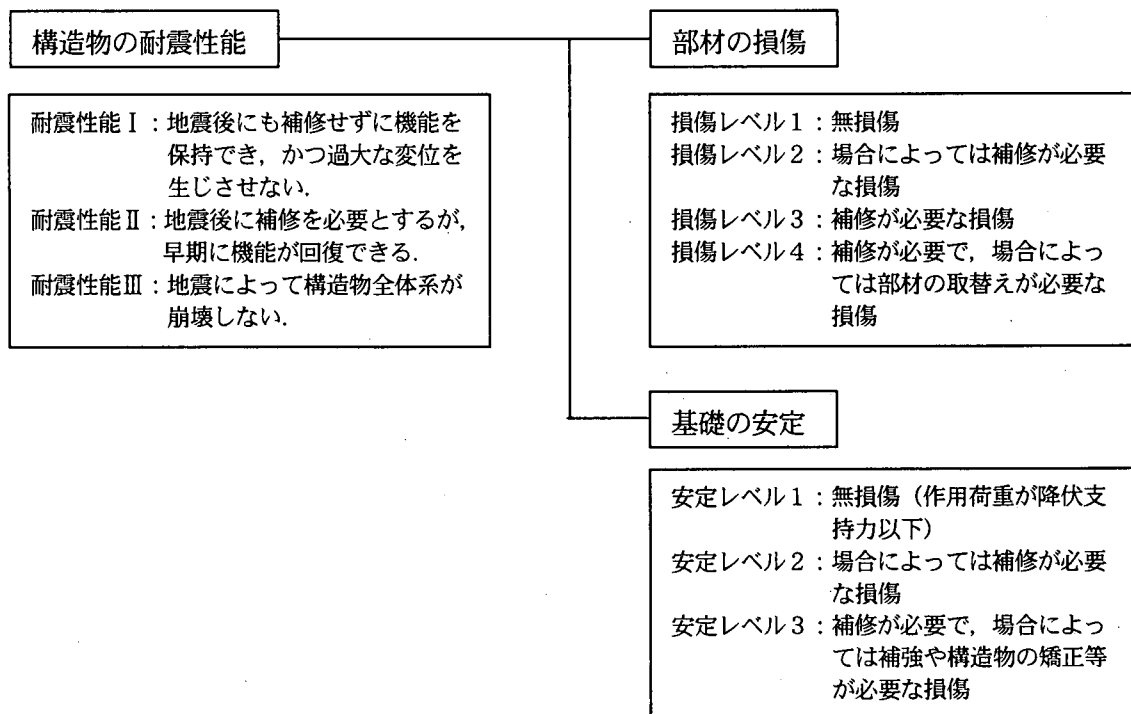 構造物の耐震性能
耐震性能Ⅰ：地震後にも補修せずに機能を
保持でき，かつ過大な変位を
生じさせない．
耐震性能Ⅱ：地震後に補修を必要とするが，
早期に機能が回復できる．
耐震性能Ⅲ：地震によって構造物全体系が
崩壊しない．
部材の損傷
損傷レベル１：無損傷
損傷レベル２：場合によっては補修が必要
な損傷
損傷レベル３：補修が必要な損傷
損傷レベル４：補修が必要で，場合によっ
ては部材の取替えが必要な
損傷
基礎の安定
安定レベル１：無損傷（作用荷重が降伏支
持力以下）
安定レベル２：場合によっては補修が必要
な損傷
安定レベル３：補修が必要で，場合によっ
ては補強や構造物の矯正等
が必要な損傷